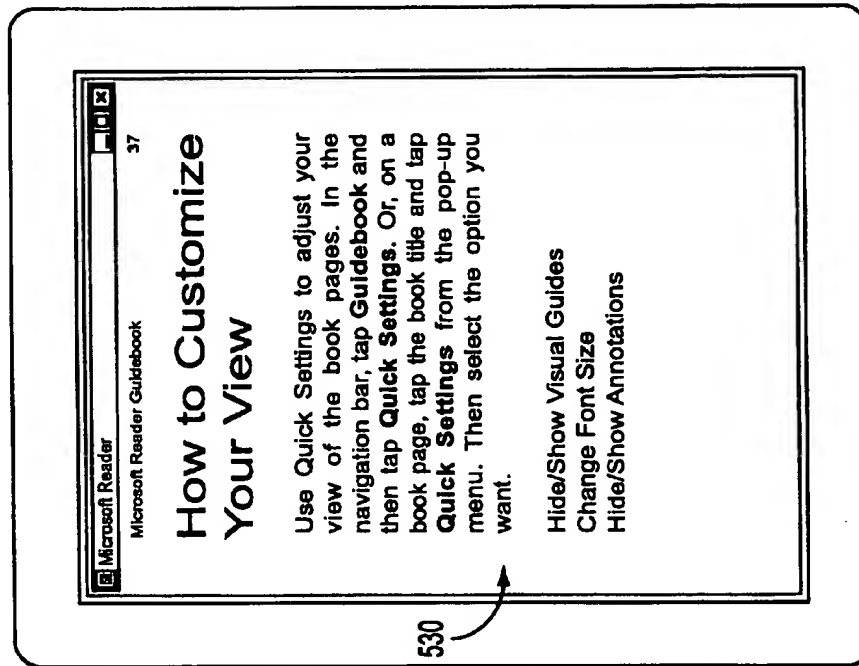 Microsoft Reader
Microsoft Reader Guidebook 37
How to Customize
Your View
Use Quick Settings to adjust your
view of the book pages. In the
navigation bar, tap Guidebook and
then tap Quick Settings. Or, on a
book page, tap the book title and tap
Quick Settings from the pop-up
menu. Then select the option you
want.
Hide/Show Visual Guides
Change Font Size
Hide/Show Annotations
530